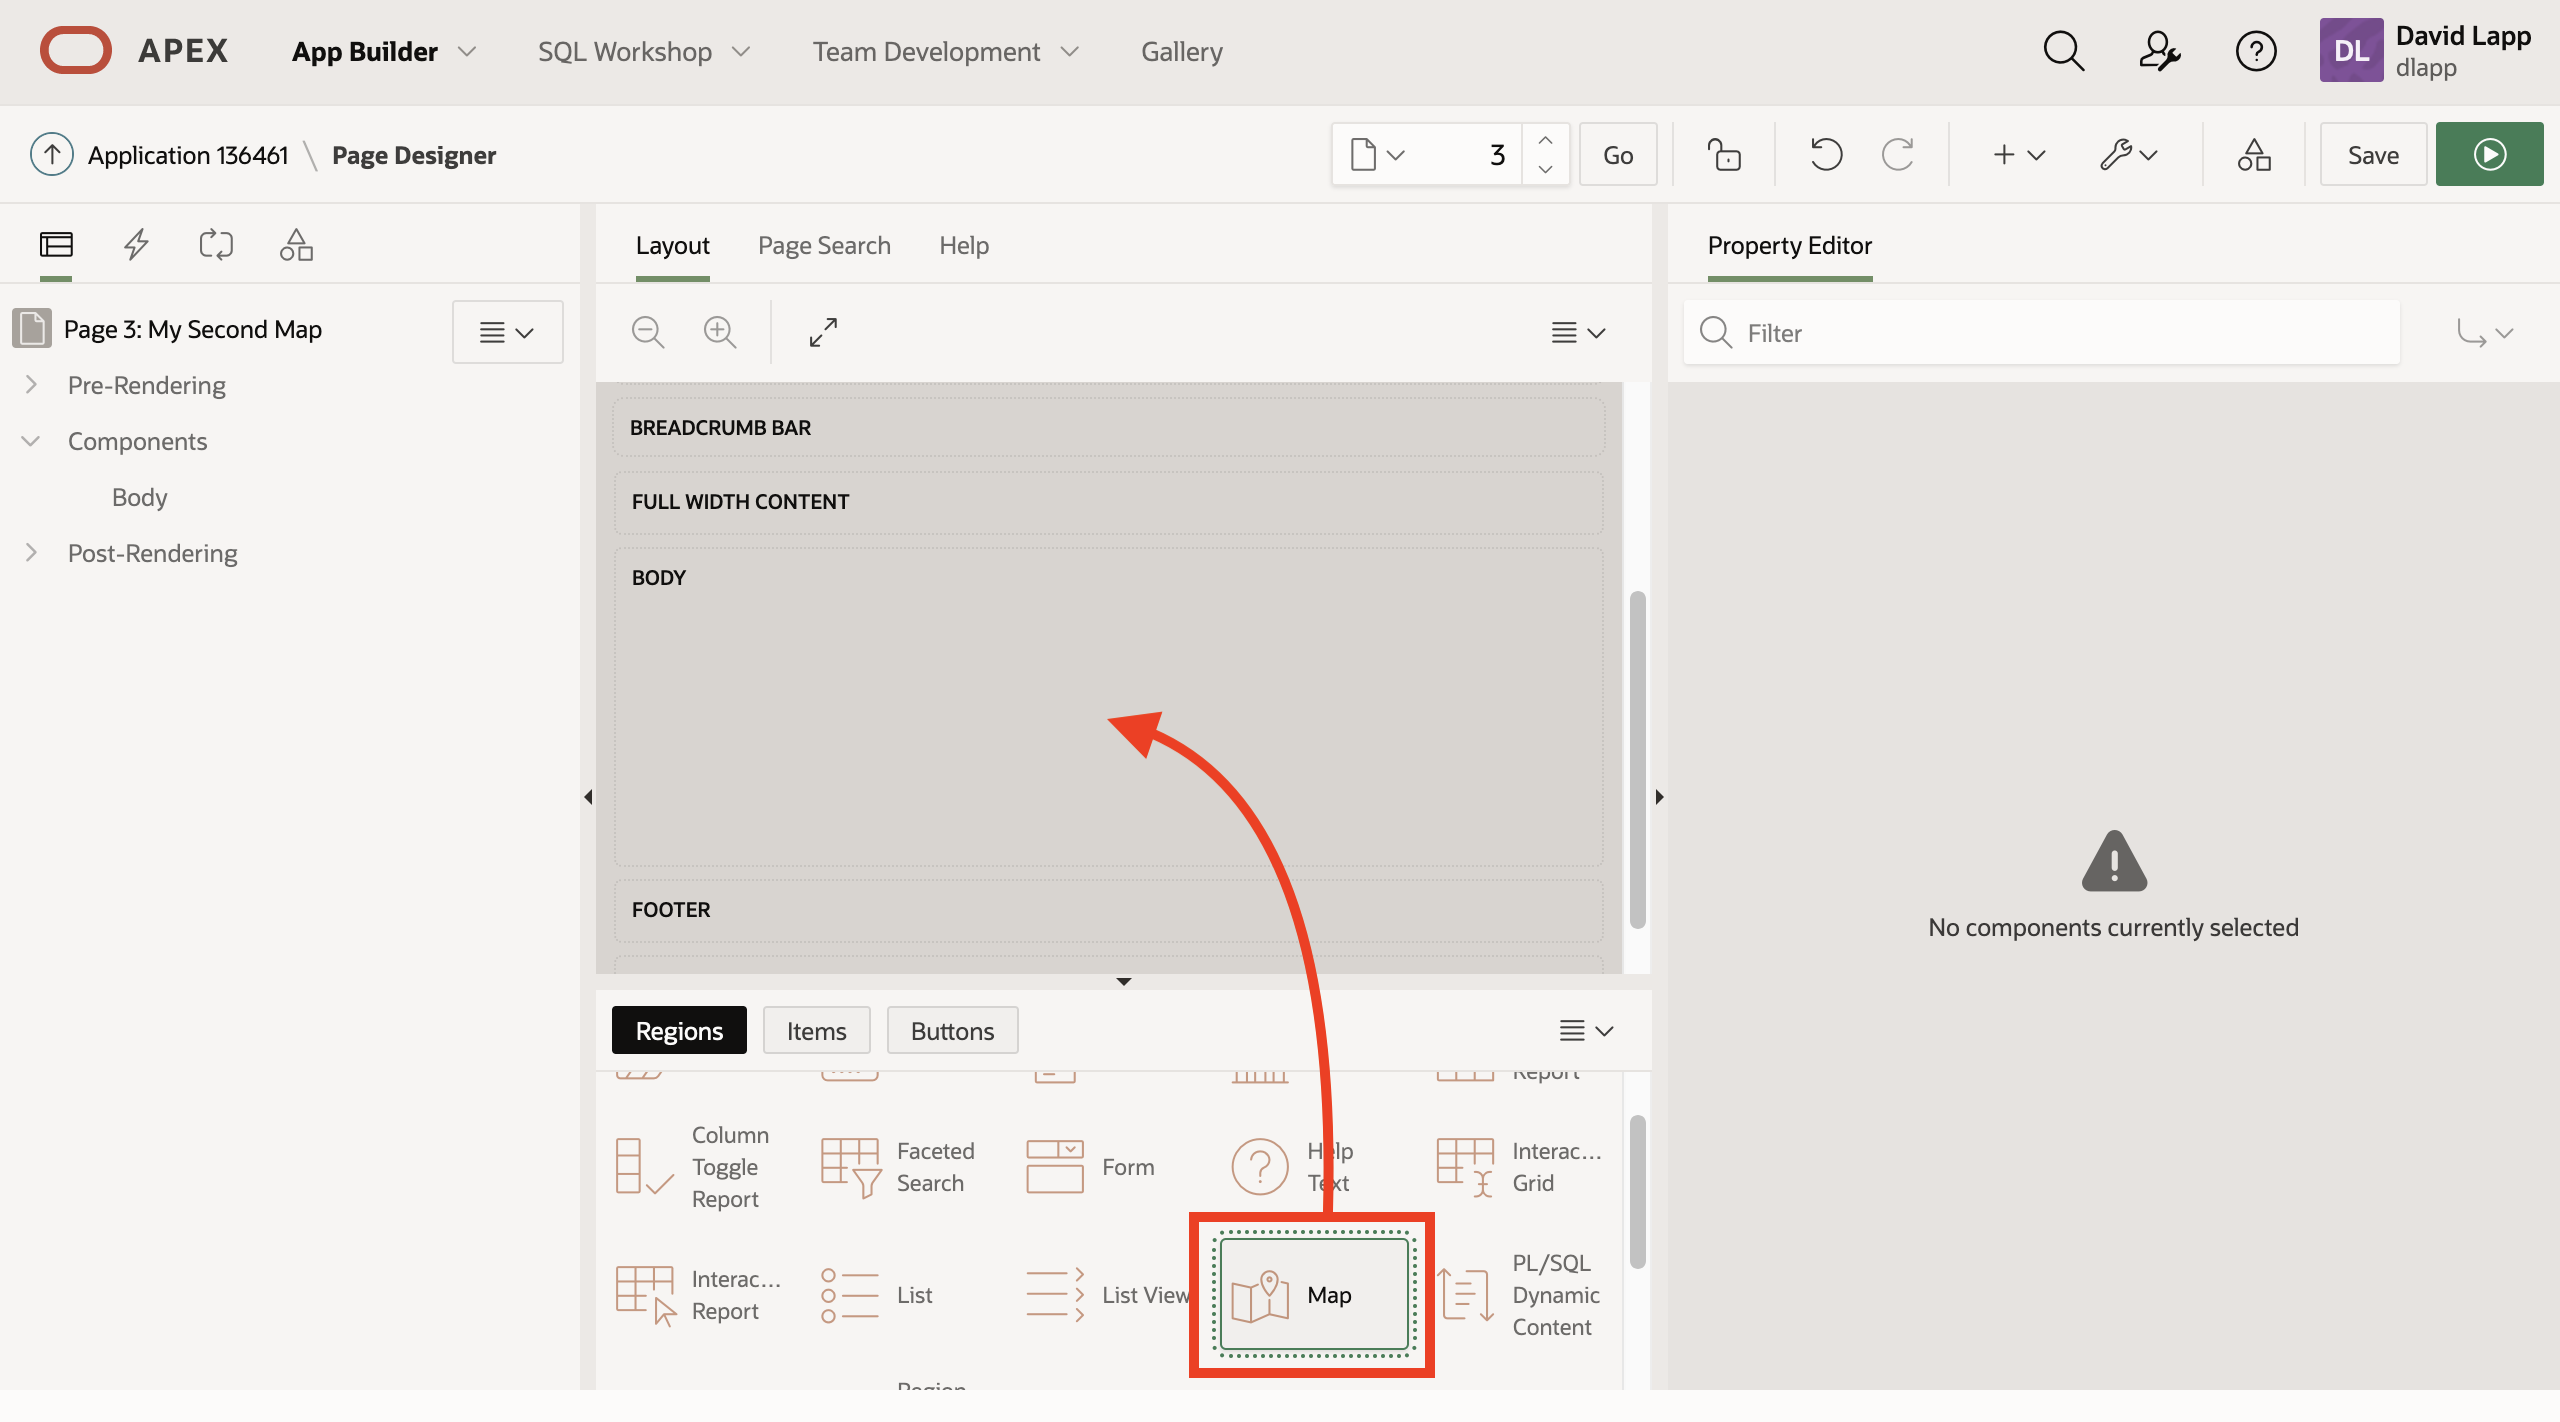 APEX App Builder SQL Workshop Team Development Gallery
DL David Lapp
dlapp
Application 136461 \ Page Designer 3 Go Save
Layout Page Search Help Property Editor
Page 3: My Second Map
Filter
Pre-Rendering
Components
Body
Post-Rendering
BREADCRUMB BAR
FULL WIDTH CONTENT
BODY
FOOTER
No components currently selected
Regions Items Buttons
Report
Column
Toggle
Report
Faceted
Search
Form
Help
Text
Interac...
Grid
Interac...
Report
List
List View
Map
PL/SQL
Dynamic
Content
Region